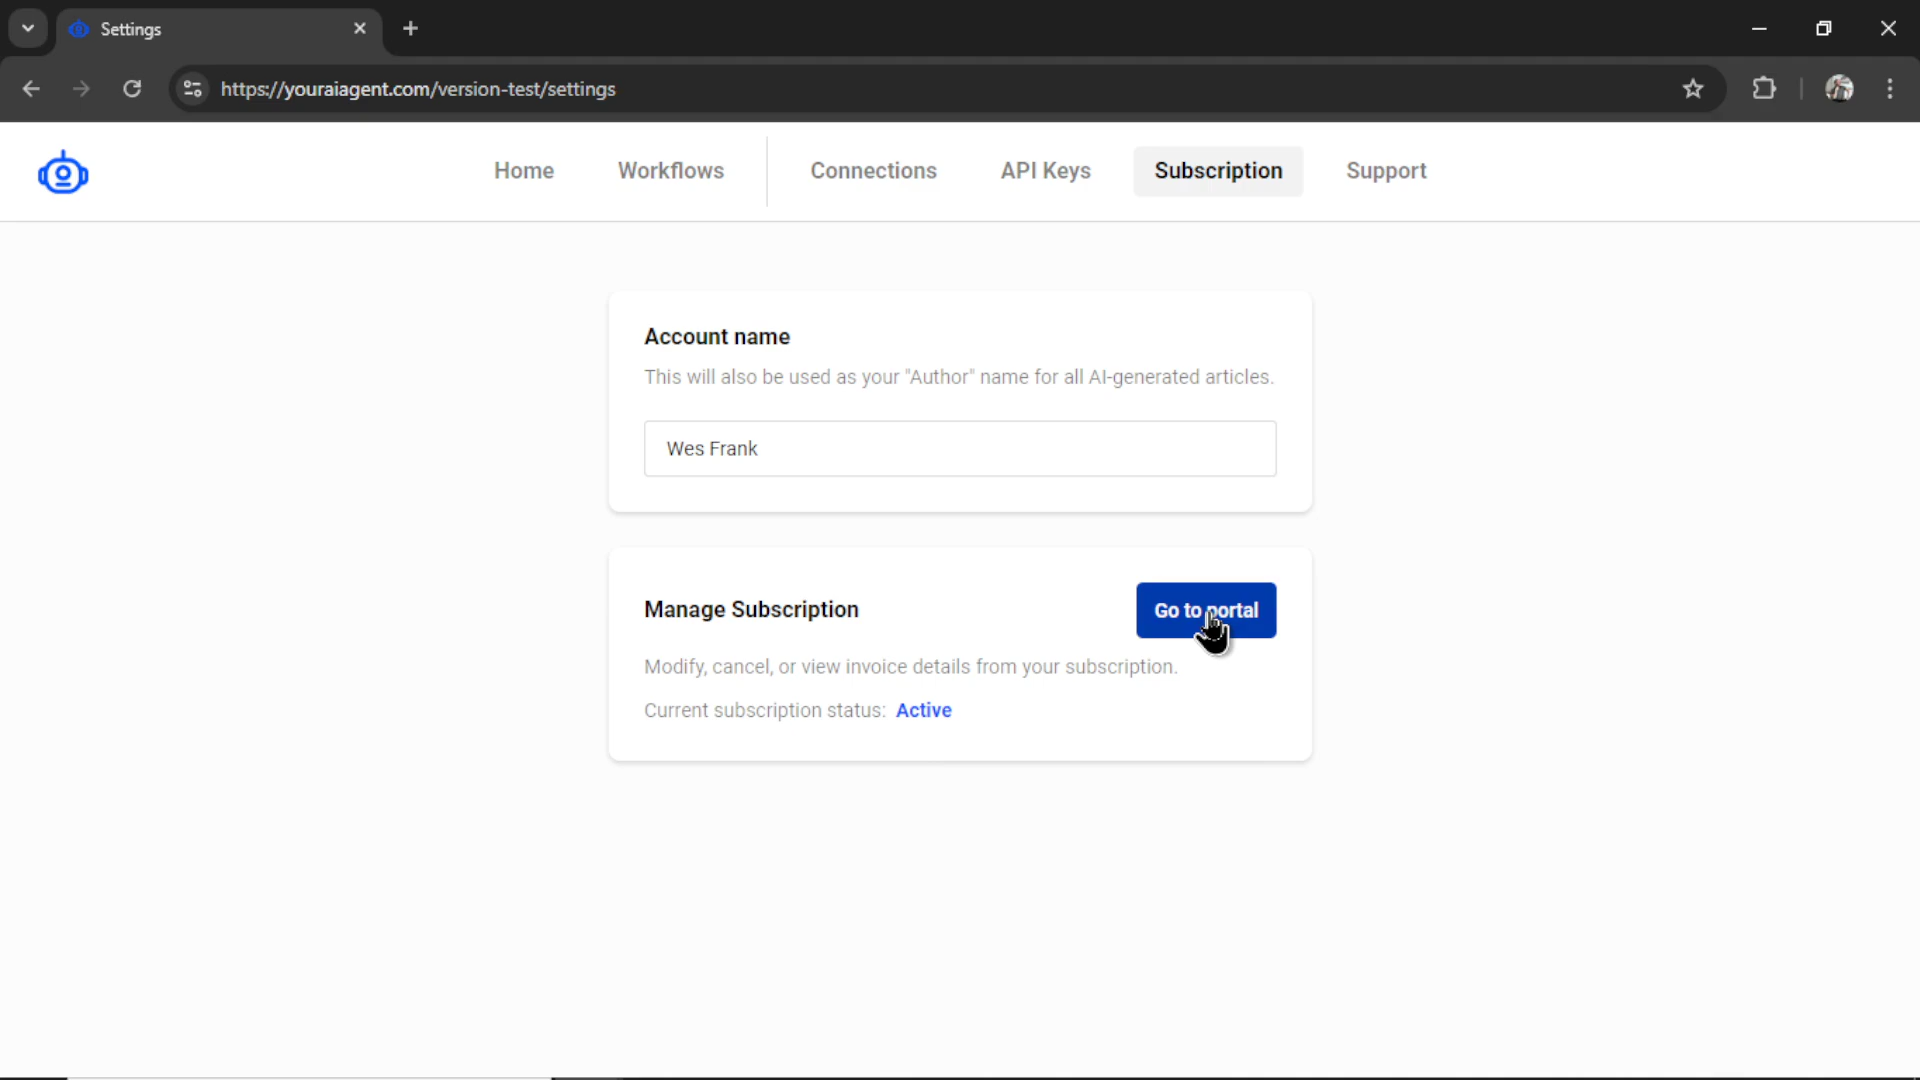 Settings
https://youraiagent.com/version-test/settings
Home Workflows Connections API Keys Subscription Support
Account name
This will also be used as your "Author" name for all AI-generated articles.
Wes Frank
Manage Subscription
Go to portal
Modify, cancel, or view invoice details from your subscription.
Current subscription status: Active